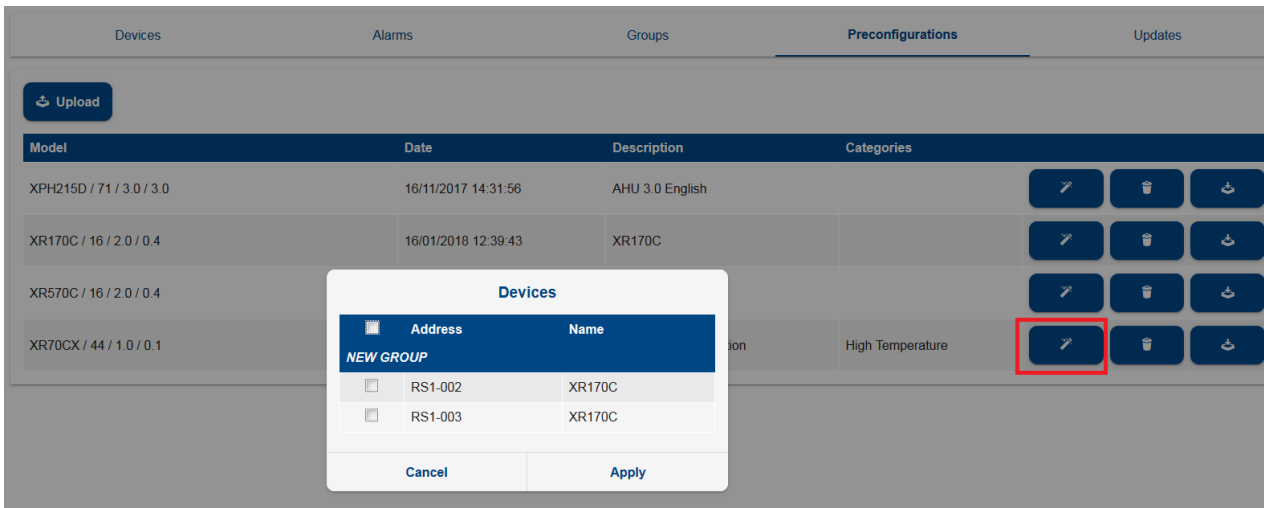 Devices Alarms Groups Preconfigurations Updates
Upload
Model Date Description Categories
XPH215D / 71 / 3.0 / 3.0 16/11/2017 14:31:56 AHU 3.0 English
XR170C / 16 / 2.0 / 0.4 16/01/2018 12:39:43 XR170C
XR570C / 16 / 2.0 / 0.4
XR70CX / 44 / 1.0 / 0.1 High Temperature
Devices
Address Name
NEW GROUP
RS1-002 XR170C
RS1-003 XR170C
Cancel Apply